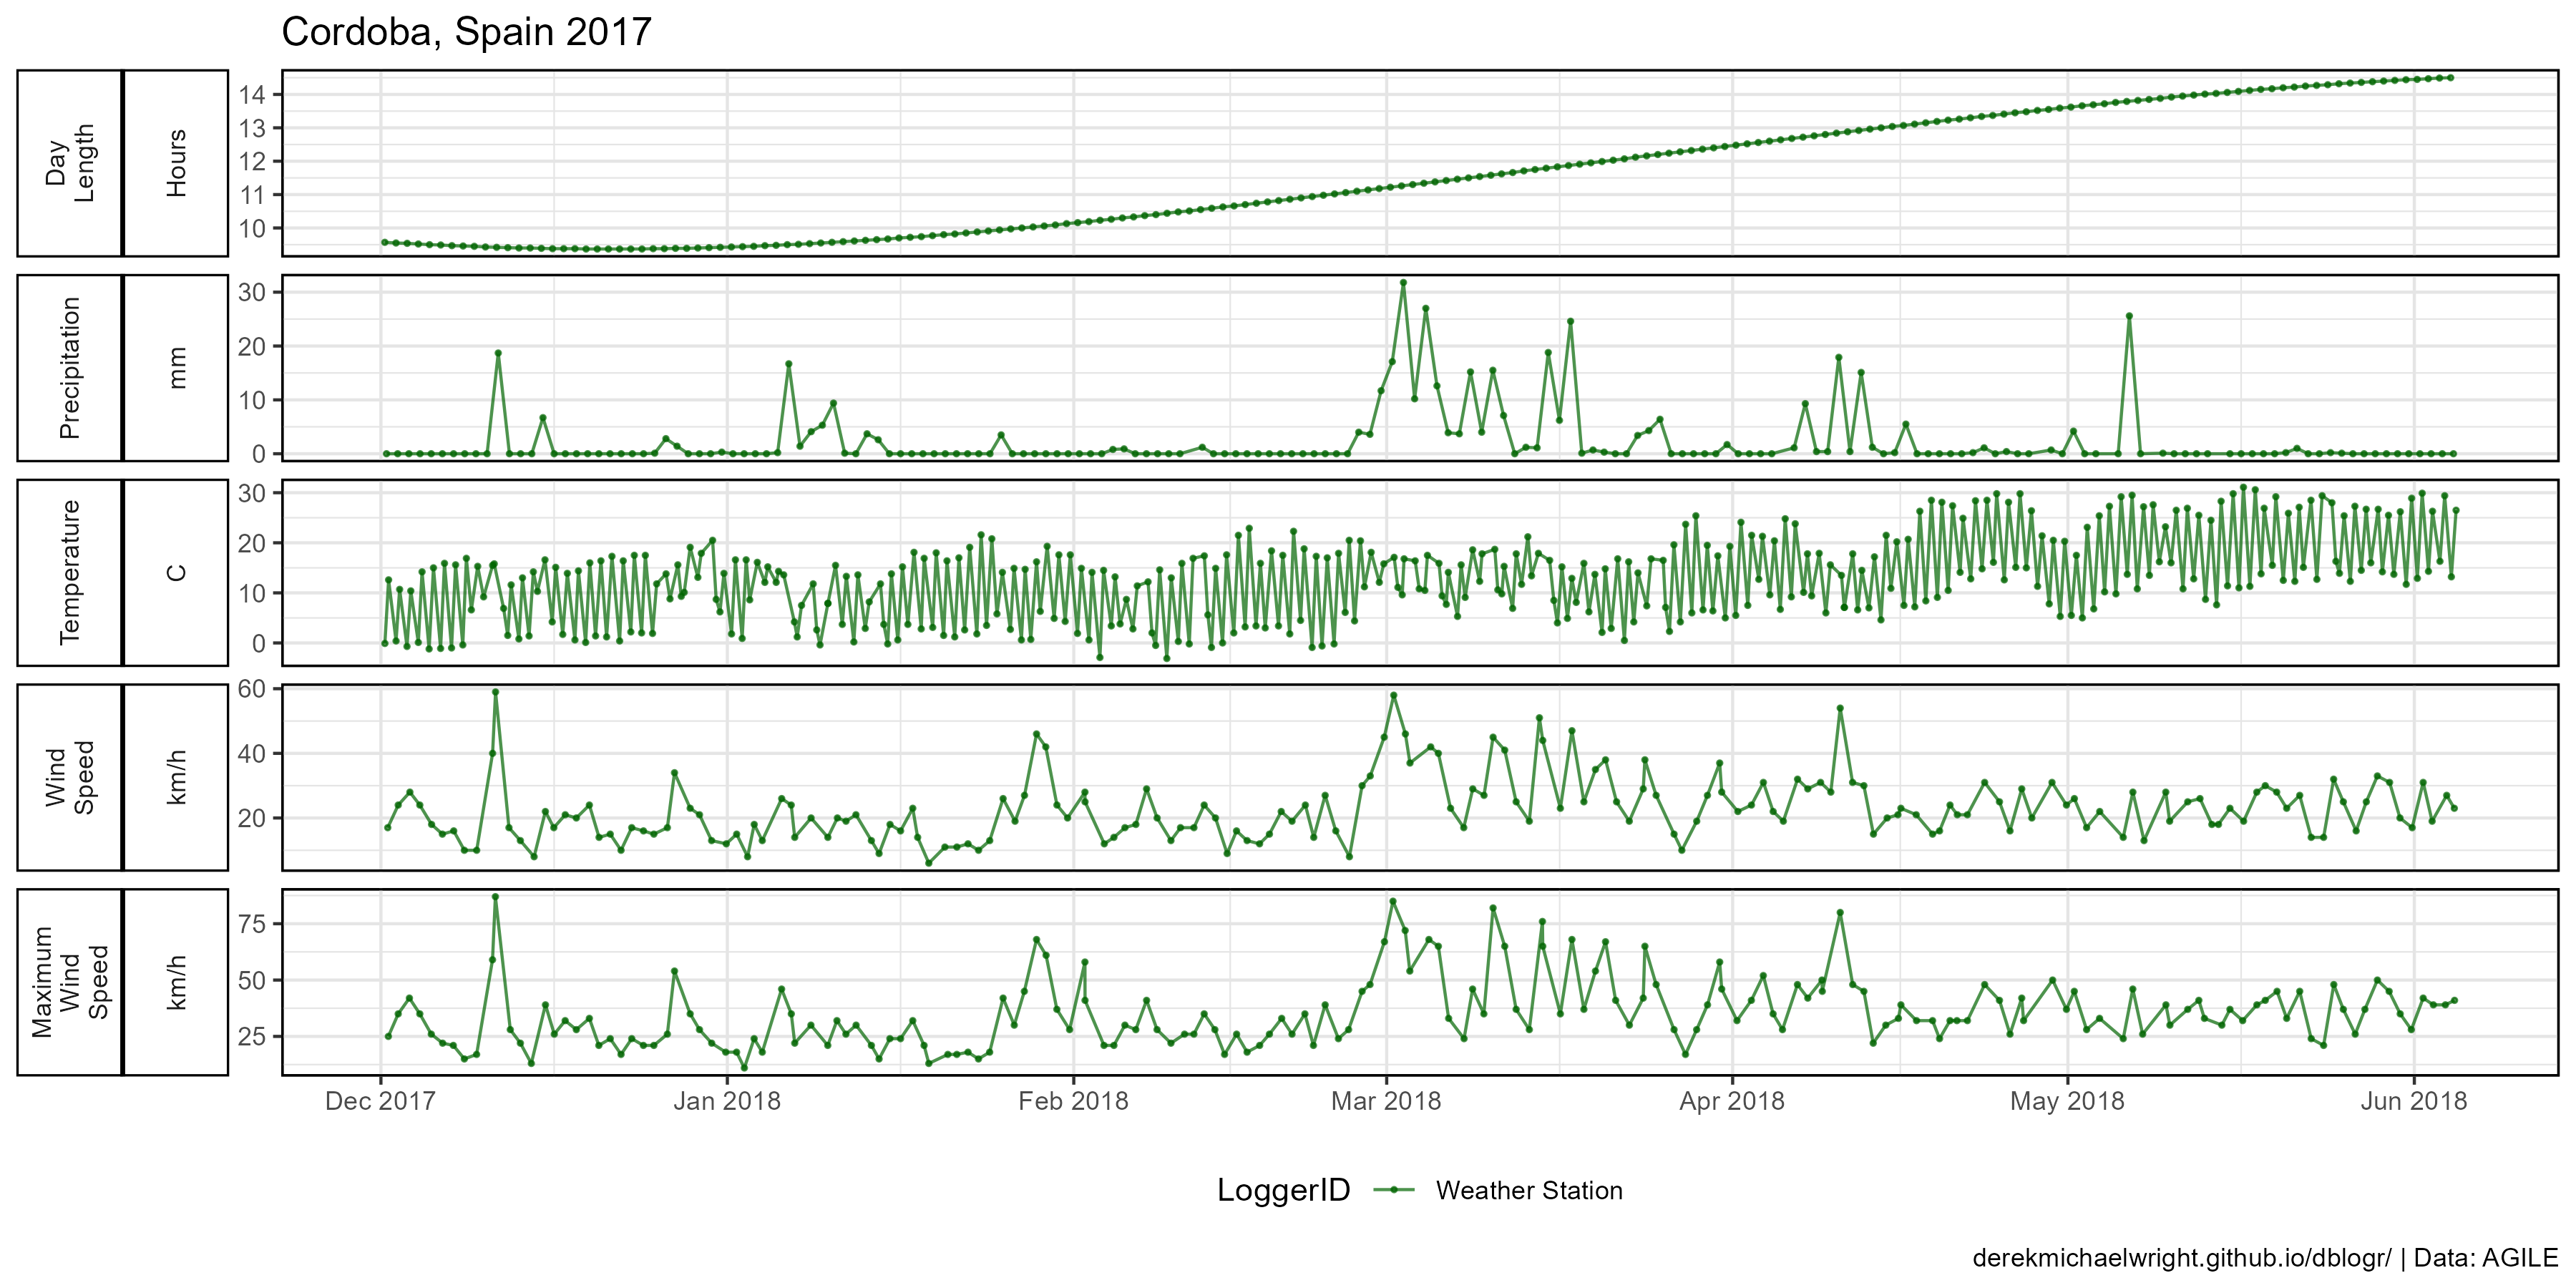 Cordoba, Spain 2017
Day
Length
Hours
14
13
12
11
10
Precipitation
mm
30
20
10
0
Temperature
C
30
20
10
0
Wind
Speed
km/h
60
40
20
Maximum
Wind
Speed
km/h
75
50
25
Dec 2017 Jan 2018 Feb 2018 Mar 2018 Apr 2018 May 2018 Jun 2018
LoggerID Weather Station
derekmichaelwright.github.io/dblogr/ | Data: AGILE